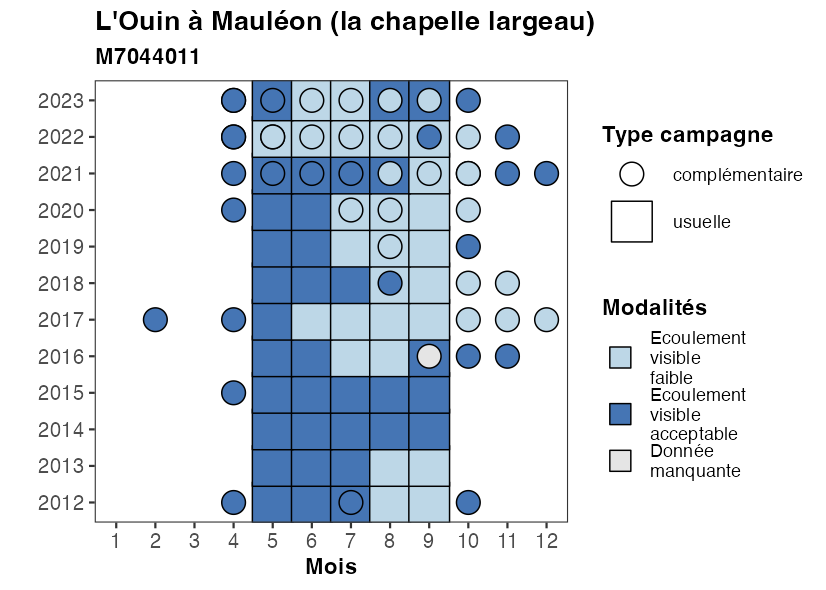 L'Ouin à Mauléon (la chapelle largeau)
M7044011
2023
2022
2021
2020
2019
2018
2017
2016
2015
2014
2013
2012
1 2 3 4 5 6 7 8 9 10 11 12
Mois
Type campagne
complémentaire
usuelle
Modalités
Ecoulement
visible
faible
Ecoulement
visible
acceptable
Donnée
manquante